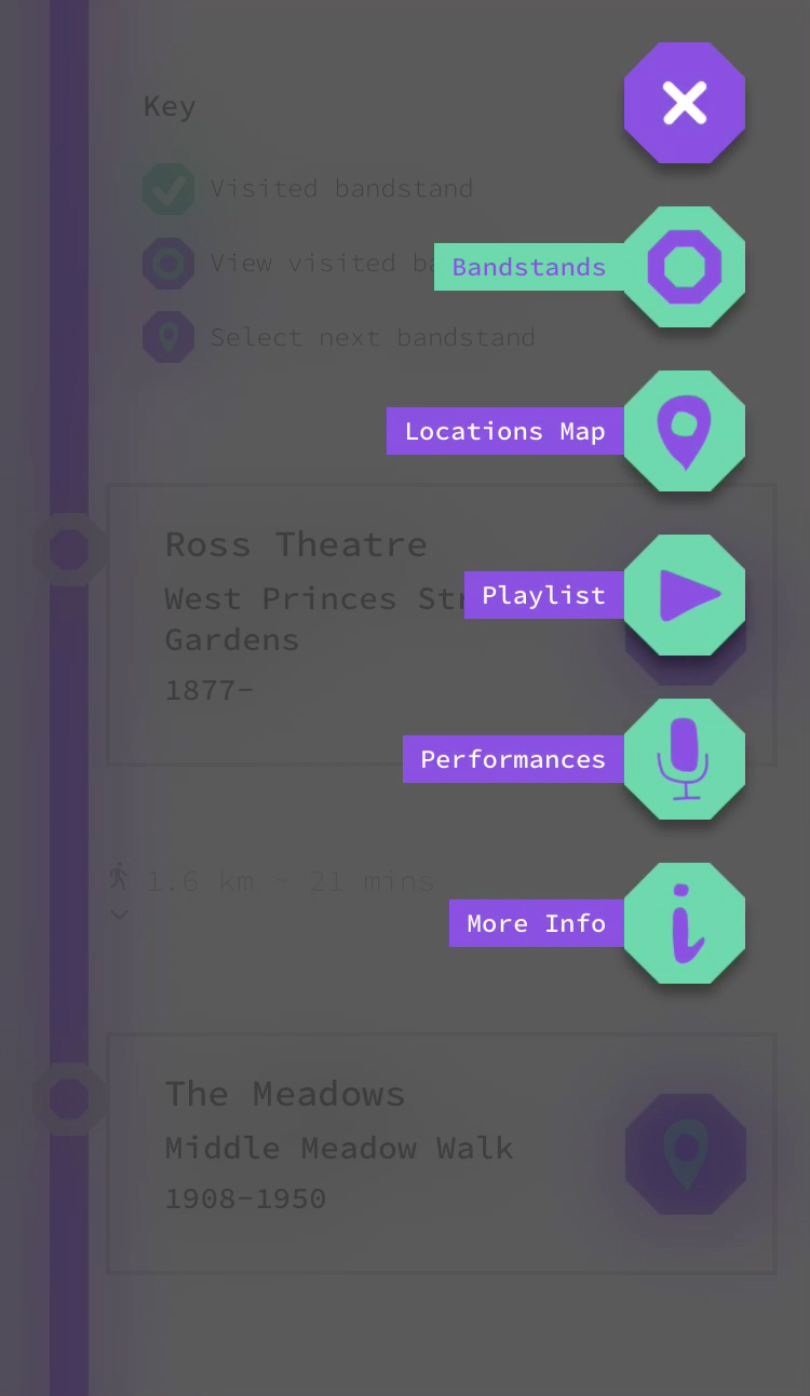 Key
Visited bandstand
View visited ba
Select next bandstand
Bandstands
Locations Map
Ross Theatre
West Princes Str
Gardens
1877-
Playlist
Performances
1.6 km ~ 21 mins
More Info
The Meadows
Middle Meadow Walk
1908-1950